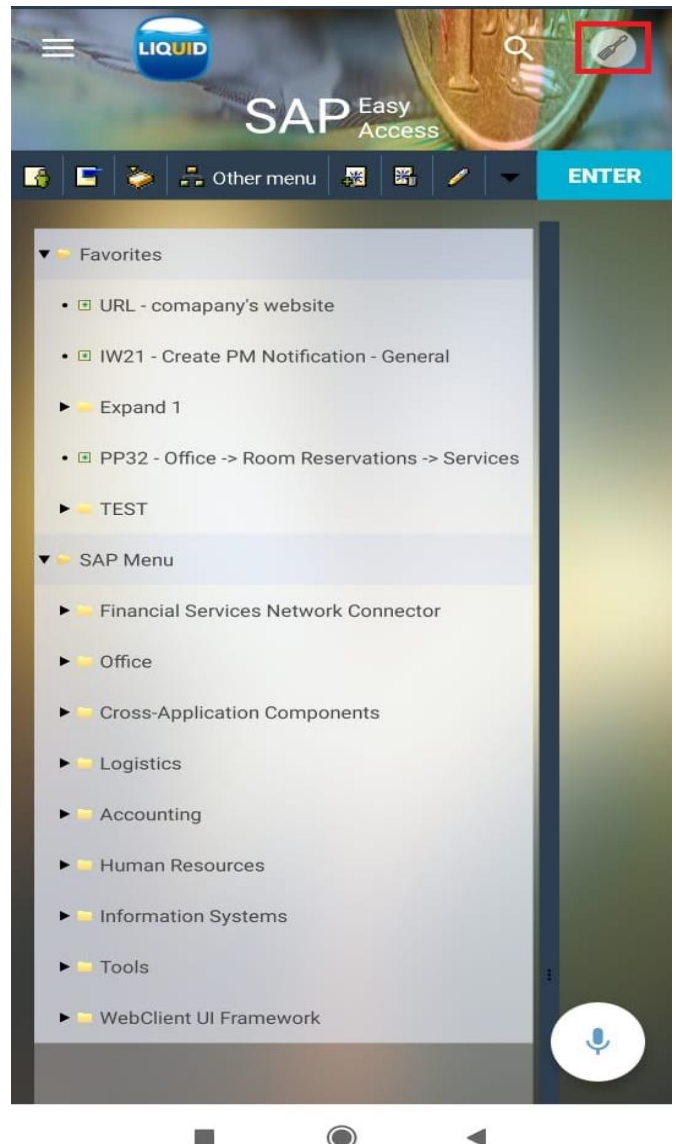 LIQUID
SAP Easy
Access
Other menu
ENTER
Favorites
URL - comapany's website
IW21 - Create PM Notification - General
Expand 1
PP32 - Office -> Room Reservations -> Services
TEST
SAP Menu
Financial Services Network Connector
Office
Cross-Application Components
Logistics
Accounting
Human Resources
Information Systems
Tools
WebClient UI Framework